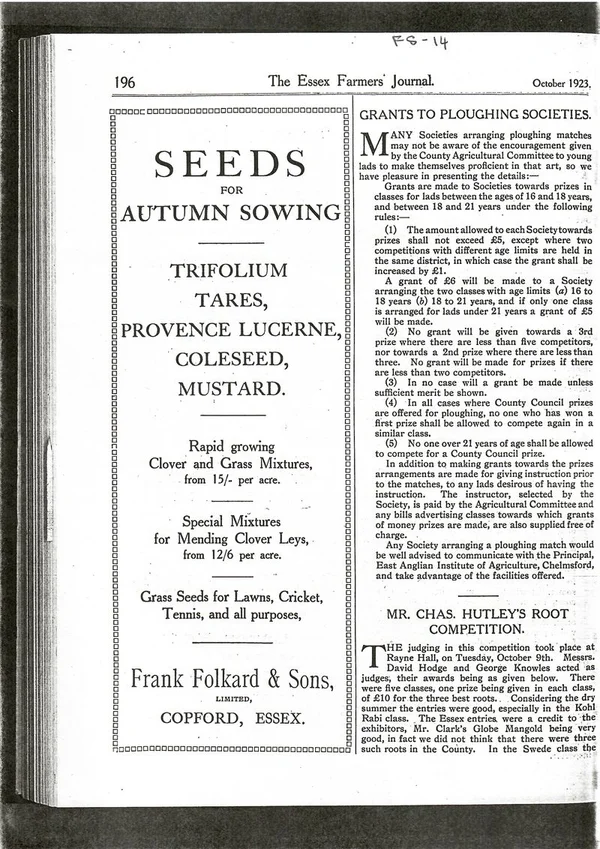 FS-14
196
The Essex Farmers' Journal.
October 1923.
SEEDS
FOR
AUTUMN SOWING
TRIFOLIUM
TARES,
PROVENCE LUCERNE,
COLESEED,
MUSTARD.
Rapid growing
Clover and Grass Mixtures,
from 15/- per acre.
Special Mixtures
for Mending Clover Leys,
from 12/6 per acre.
Grass Seeds for Lawns, Cricket,
Tennis, and all purposes,
Frank Folkard & Sons,
LIMITED,
COPFORD, ESSEX.
GRANTS TO PLOUGHING SOCIETIES.
MANY Societies arranging ploughing matches
may not be aware of the encouragement given
by the County Agricultural Committee to young
lads to make themselves proficient in that art, so we
have pleasure in presenting the details:—
Grants are made to Societies towards prizes in
classes for lads between the ages of 16 and 18 years,
and between 18 and 21 years under the following
rules:—
(1) The amount allowed to each Society towards
prizes shall not exceed £5, except where two
competitions with different age limits are held in
the same district, in which case the grant shall be
increased by £1.
A grant of £6 will be made to a Society
arranging the two classes with age limits (a) 16 to
18 years (b) 18 to 21 years, and if only one class
is arranged for lads under 21 years a grant of £5
will be made.
(2) No grant will be given towards a 3rd
prize where there are less than five competitors,
nor towards a 2nd prize where there are less than
three. No grant will be made for prizes if there
are less than two competitors.
(3) In no case will a grant be made unless
sufficient merit be shown.
(4) In all cases where County Council prizes
are offered for ploughing, no one who has won a
first prize shall be allowed to compete again in a
similar class.
(5) No one over 21 years of age shall be allowed
to compete for a County Council prize.
In addition to making grants towards the prizes
arrangements are made for giving instruction prior
to the matches, to any lads desirous of having the
instruction. The instructor, selected by the
Society, is paid by the Agricultural Committee and
any bills advertising classes towards which grants
of money prizes are made, are also supplied free of
charge.
Any Society arranging a ploughing match would
be well advised to communicate with the Principal,
East Anglian Institute of Agriculture, Chelmsford,
and take advantage of the facilities offered.
MR. CHAS. HUTLEY'S ROOT
COMPETITION.
THE judging in this competition took place at
Rayne Hall, on Tuesday, October 9th. Messrs.
David Hodge and George Knowles acted as
judges, their awards being as given below. There
were five classes, one prize being given in each class,
of £10 for the three best roots. Considering the dry
summer the entries were good, especially in the Kohl
Rabi class. The Essex entries were a credit to the
exhibitors, Mr. Clark's Globe Mangold being very
good, in fact we did not think that there were three
such roots in the County. In the Swede class the